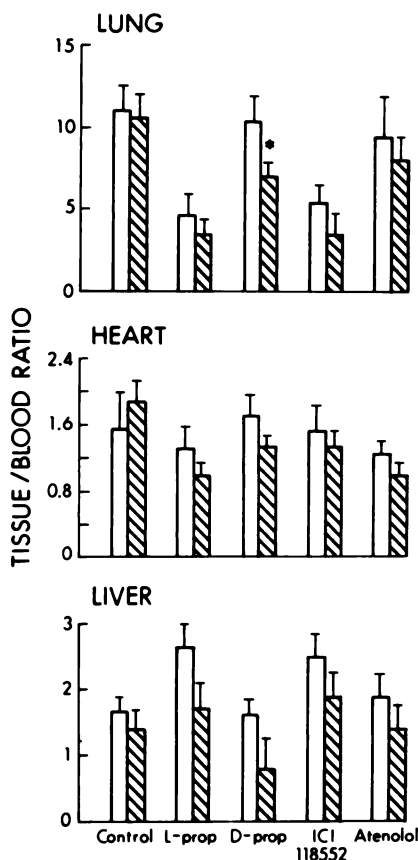 LUNG
15
10
*
5
0
HEART
2.4
1.6
0.8
0
TISSUE/BLOOD RATIO
LIVER
3
2
1
0
Control L-prop D-prop ICI Atenolol
118552